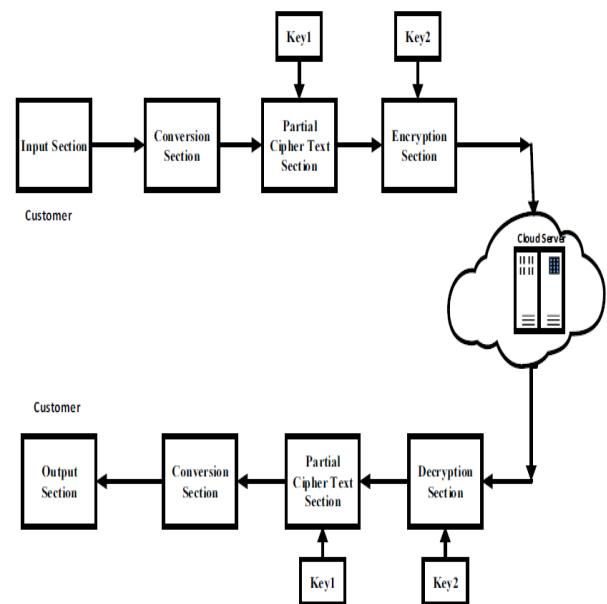 Key1
Key2
Input Section
Conversion
Section
Partial
Cipher Text
Section
Encryption
Section
Customer
Cloud Server
Customer
Output
Section
Conversion
Section
Partial
Cipher Text
Section
Decryption
Section
Key1
Key2